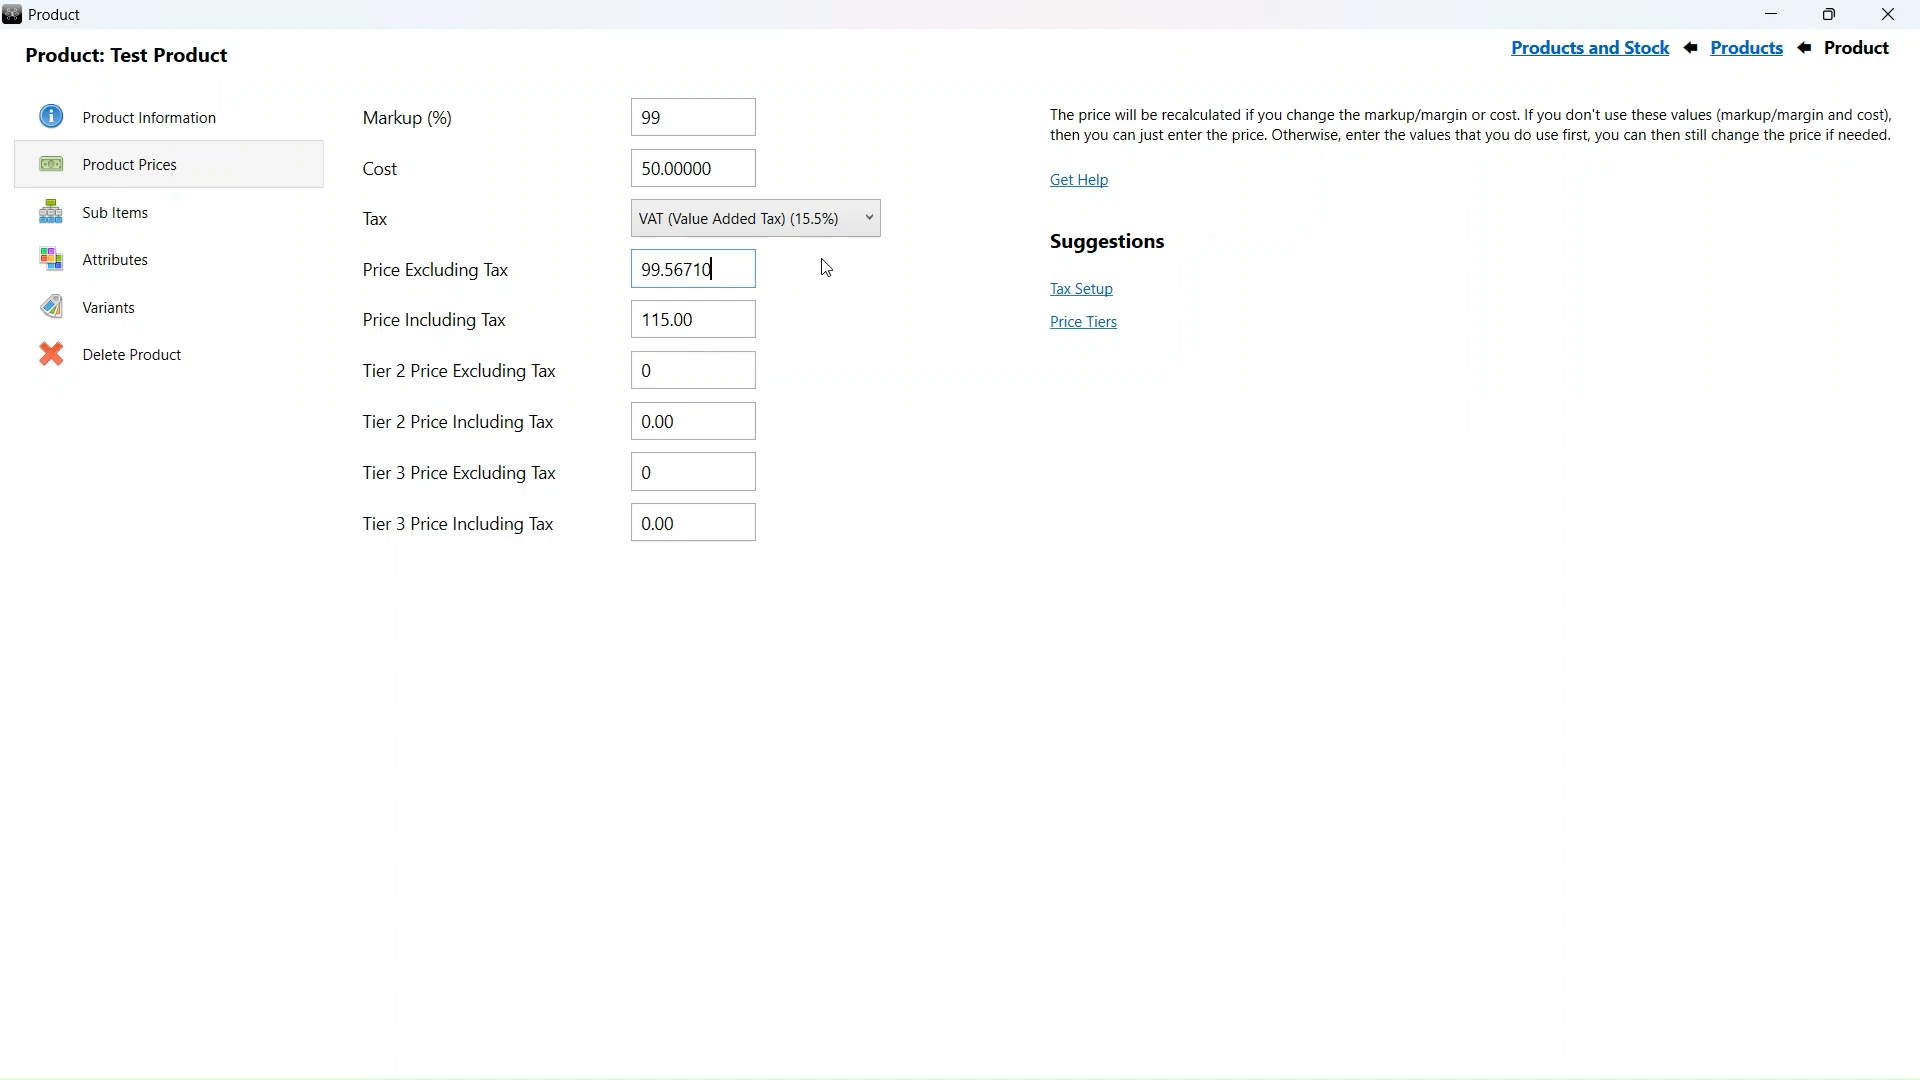 Product
Product: Test Product
Products and Stock Products Product
Product Information
Product Prices
Sub Items
Attributes
Variants
Delete Product
Markup (%) 99
Cost 50.00000
Tax VAT (Value Added Tax) (15.5%)
Price Excluding Tax 99.56710
Price Including Tax 115.00
Tier 2 Price Excluding Tax 0
Tier 2 Price Including Tax 0.00
Tier 3 Price Excluding Tax 0
Tier 3 Price Including Tax 0.00
The price will be recalculated if you change the markup/margin or cost. If you don't use these values (markup/margin and cost),
then you can just enter the price. Otherwise, enter the values that you do use first, you can then still change the price if needed.
Get Help
Suggestions
Tax Setup
Price Tiers